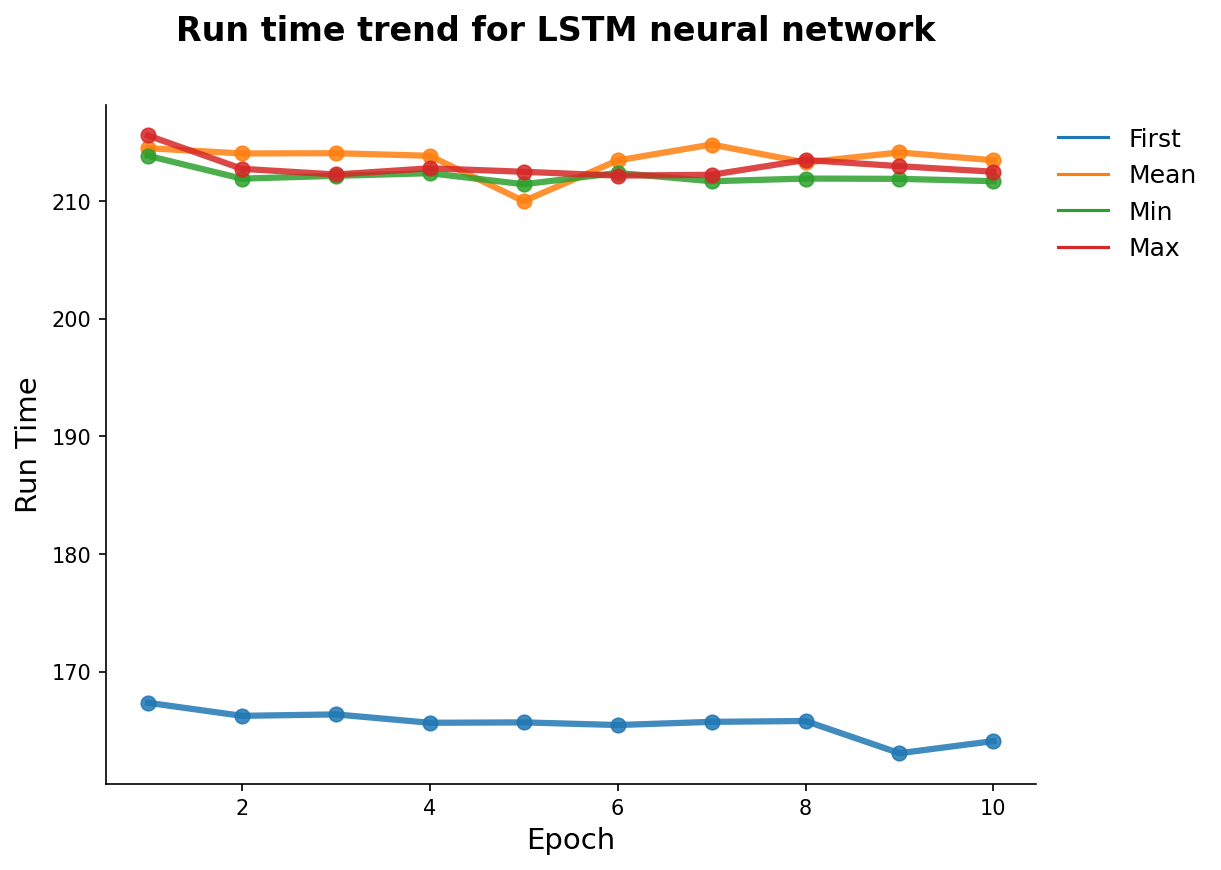 Run time trend for LSTM neural network
First
Mean
Min
Max
210
200
190
180
170
Run Time
2
4
6
8
10
Epoch